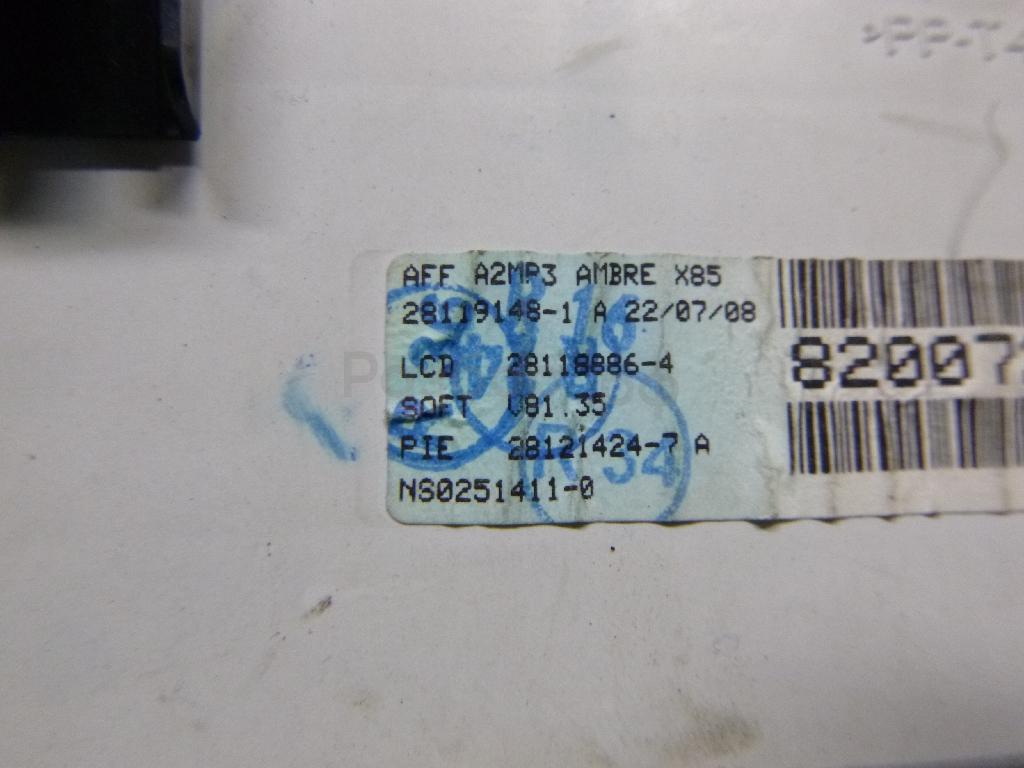 AFF A2MP3 AMBRE X85
28119148-1 A 22/07/08
LCD 28118886-4
SOFT V81.35
PIE 28121424-7 A
NS0251411-0
82007
R 34